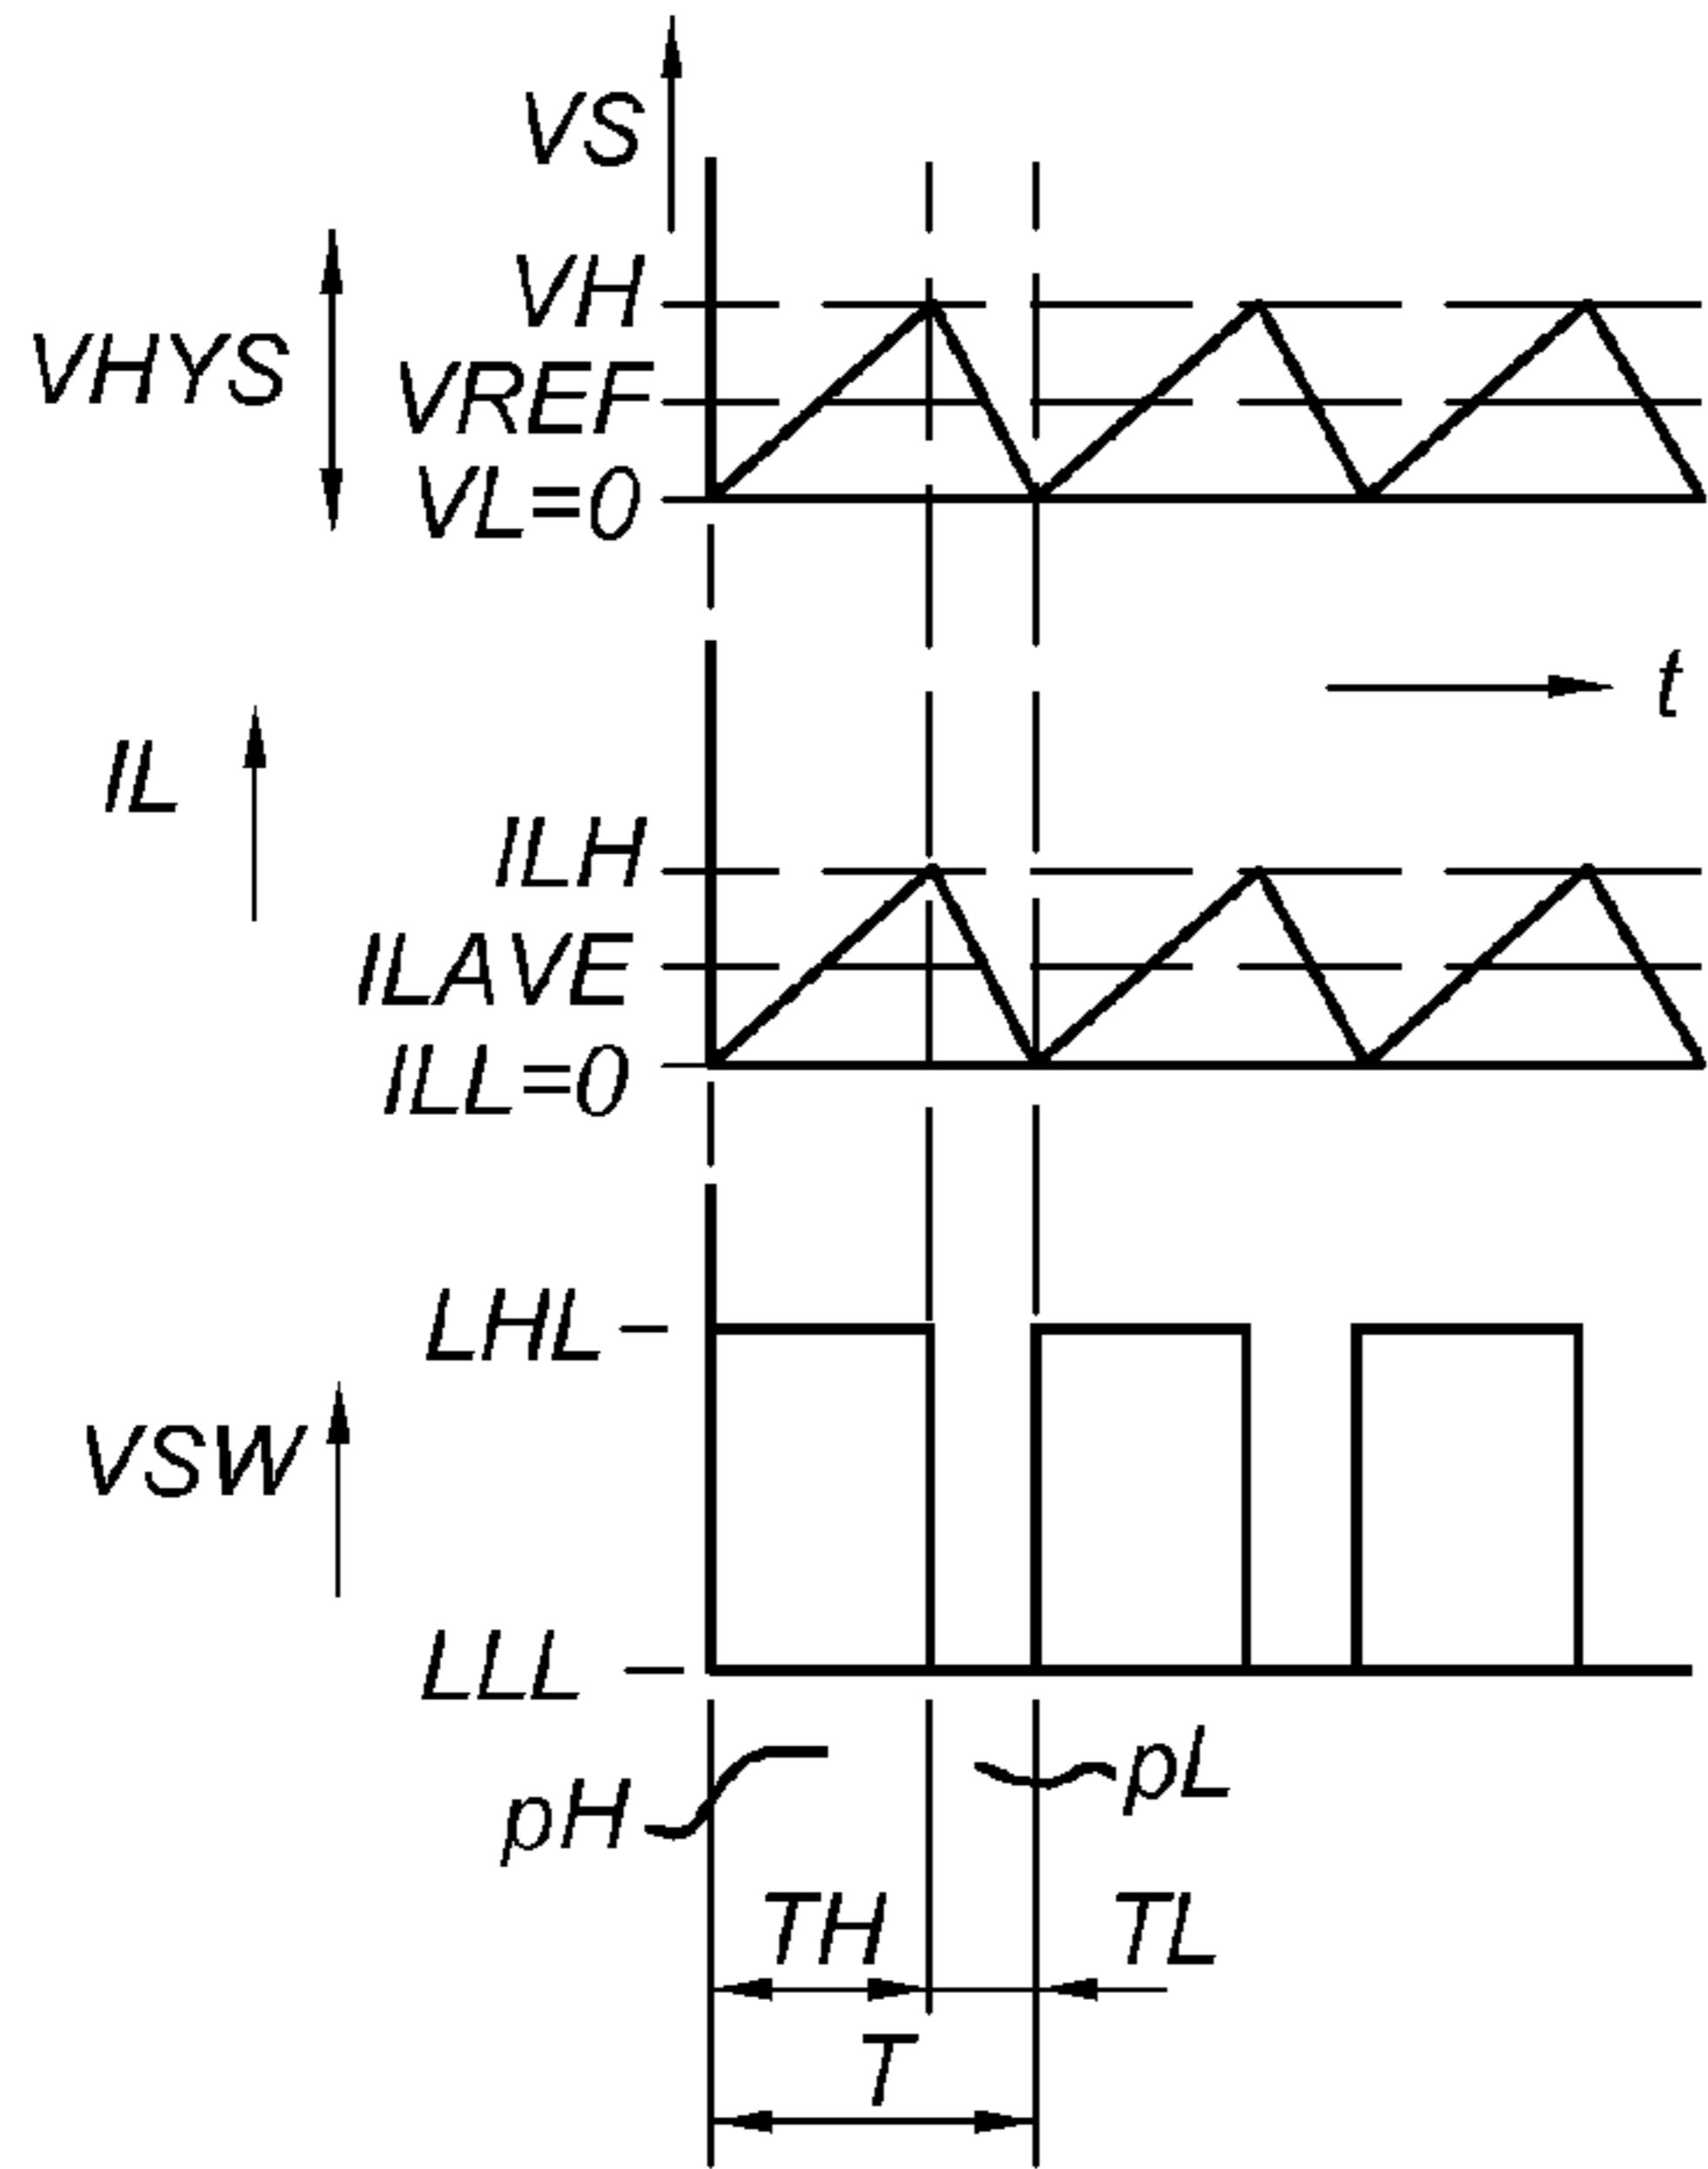 VS
VH
VHYS
VREF
VL=0
t
IL
ILH
ILAVE
ILL=0
LHL
VSW
LLL
pL
pH
TH
TL
T